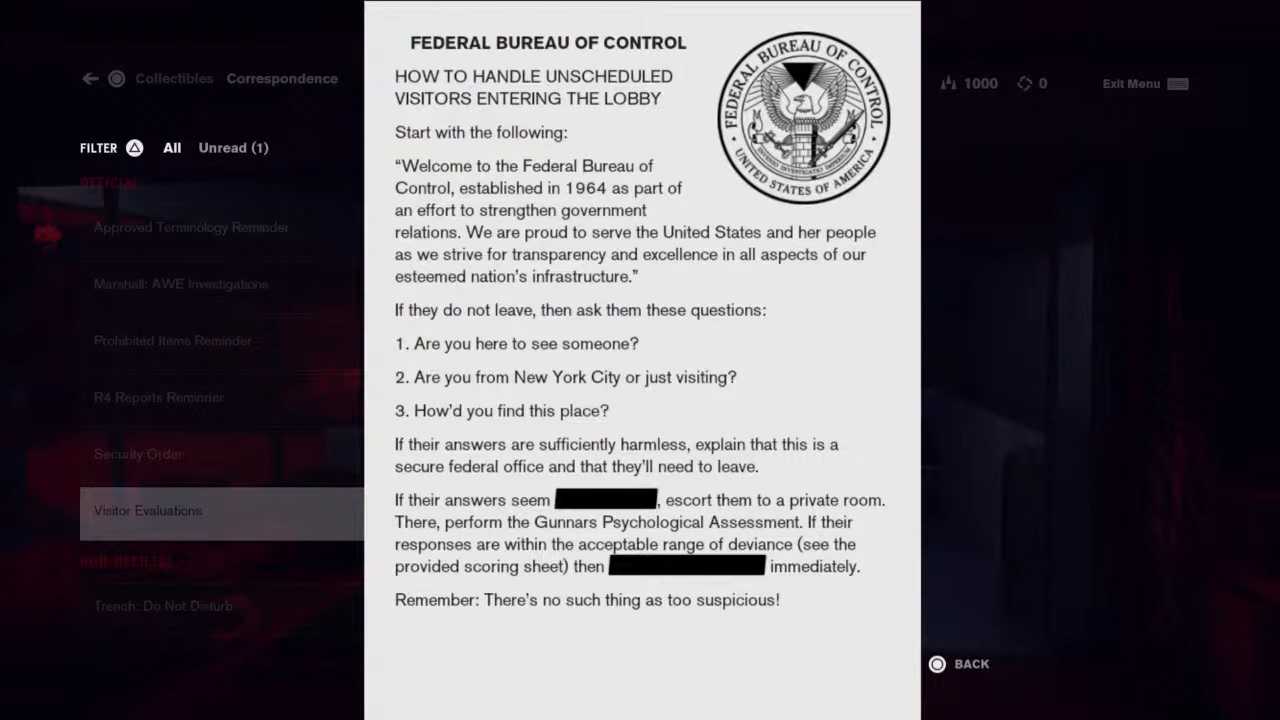 FEDERAL BUREAU OF CONTROL
HOW TO HANDLE UNSCHEDULED
VISITORS ENTERING THE LOBBY
FEDERAL BUREAU OF CONTROL
UNITED STATES OF AMERICA
Collectibles Correspondence
1000 0
Exit Menu
FILTER All Unread (1)
OFFICIAL
Approved Terminology Reminder
Marshall: AWE Investigations
Prohibited Items Reminder
R4 Reports Reminder
Security Order
Visitor Evaluations
Trench: Do Not Disturb
Start with the following:
“Welcome to the Federal Bureau of
Control, established in 1964 as part of
an effort to strengthen government
relations. We are proud to serve the United States and her people
as we strive for transparency and excellence in all aspects of our
esteemed nation’s infrastructure.”
If they do not leave, then ask them these questions:
1. Are you here to see someone?
2. Are you from New York City or just visiting?
3. How’d you find this place?
If their answers are sufficiently harmless, explain that this is a
secure federal office and that they’ll need to leave.
If their answers seem , escort them to a private room.
There, perform the Gunnars Psychological Assessment. If their
responses are within the acceptable range of deviance (see the
provided scoring sheet) then immediately.
Remember: There’s no such thing as too suspicious!
BACK